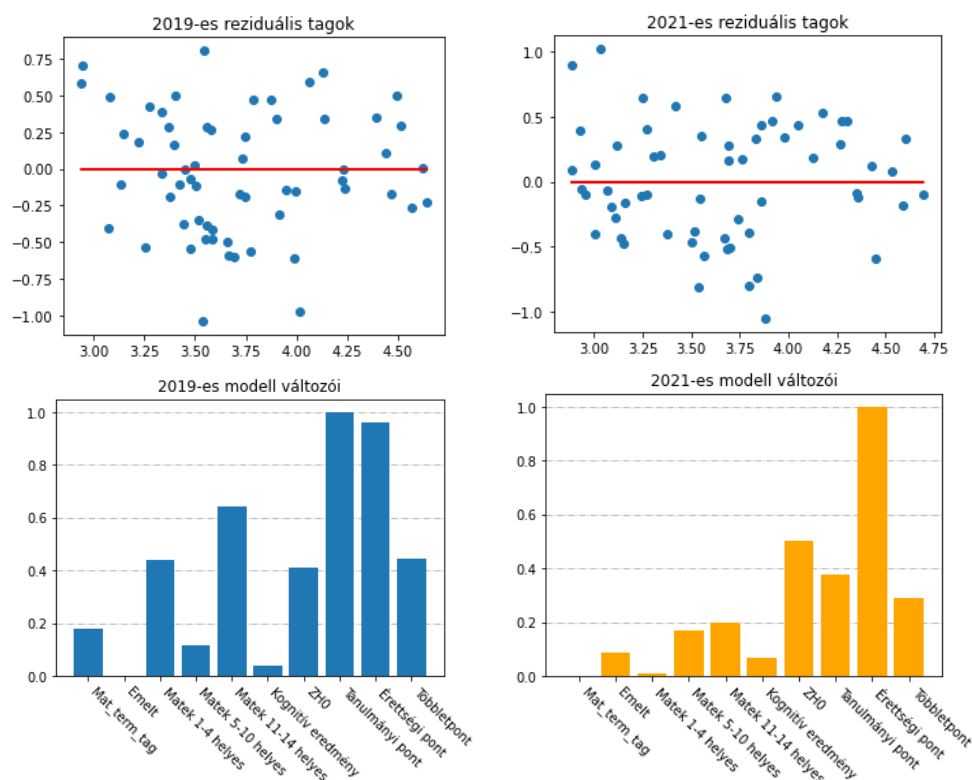 2019-es reziduális tagok
0.75
0.50
0.25
0.00
−0.25
−0.50
−0.75
−1.00
3.00 3.25 3.50 3.75 4.00 4.25 4.50
2021-es reziduális tagok
1.0
0.5
0.0
−0.5
−1.0
3.00 3.25 3.50 3.75 4.00 4.25 4.50 4.75
2019-es modell változói
1.0
0.8
0.6
0.4
0.2
0.0
Mat_term_tag
Emelt
Matek 1-4 helyes
Matek 5-10 helyes
Matek 11-14 helyes
Kognitív eredmény
ZH0
Tanulmányi pont
Érettségi pont
Többletpont
2021-es modell változói
1.0
0.8
0.6
0.4
0.2
0.0
Mat_term_tag
Emelt
Matek 1-4 helyes
Matek 5-10 helyes
Matek 11-14 helyes
Kognitív eredmény
ZH0
Tanulmányi pont
Érettségi pont
Többletpont